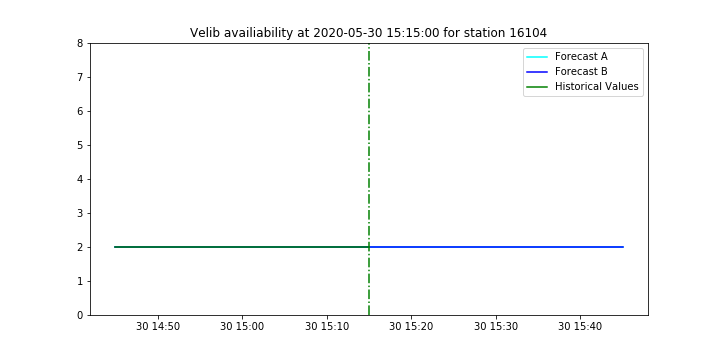 Velib availiability at 2020-05-30 15:15:00 for station 16104
8
7
6
5
4
3
2
1
0
Forecast A
Forecast B
Historical Values
30 14:50 30 15:00 30 15:10 30 15:20 30 15:30 30 15:40